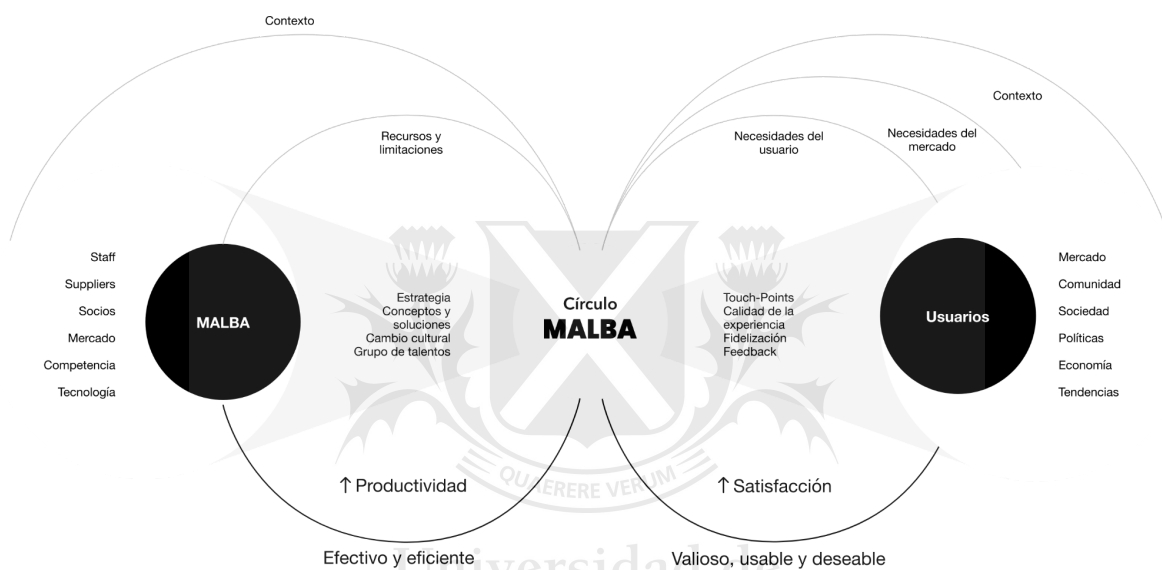 Contexto
Contexto
Recursos y
limitaciones
Necesidades del
usuario
Necesidades del
mercado
Staff
Suppliers
Socios
Mercado
Competencia
Tecnología
MALBA
Estrategia
Conceptos y
soluciones
Cambio cultural
Grupo de talentos
Círculo
MALBA
Touch-Points
Calidad de la
experiencia
Fidelización
Feedback
Usuarios
Mercado
Comunidad
Sociedad
Políticas
Economía
Tendencias
QUAERERE VERUM
↑ Productividad
↑ Satisfacción
Efectivo y eficiente
Valioso, usable y deseable
Universidad de